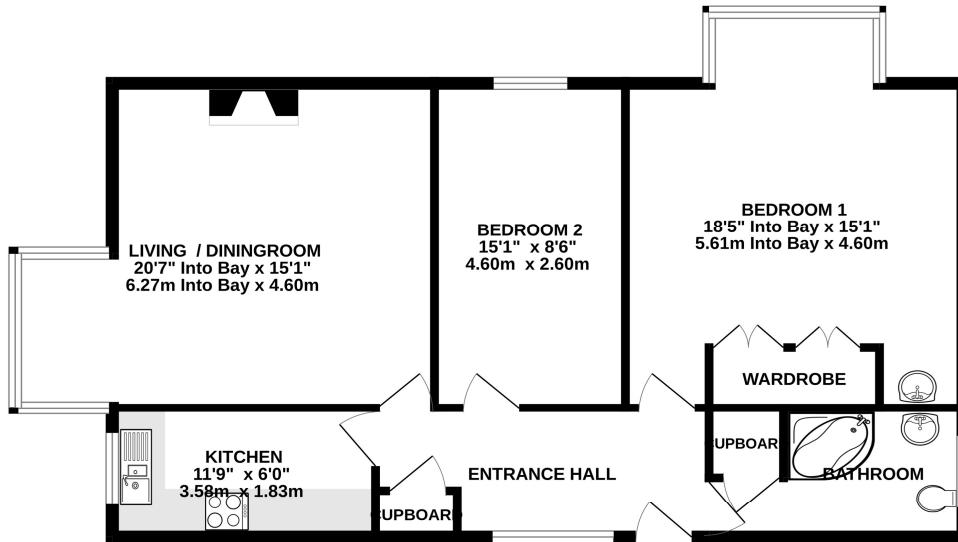 LIVING / DININGROOM
20'7" Into Bay x 15'1"
6.27m Into Bay x 4.60m
BEDROOM 2
15'1" x 8'6"
4.60m x 2.60m
BEDROOM 1
18'5" Into Bay x 15'1"
5.61m Into Bay x 4.60m
WARDROBE
KITCHEN
11'9" x 6'0"
3.58m x 1.83m
ENTRANCE HALL
CUPBOARD
BATHROOM
CUPBOARD